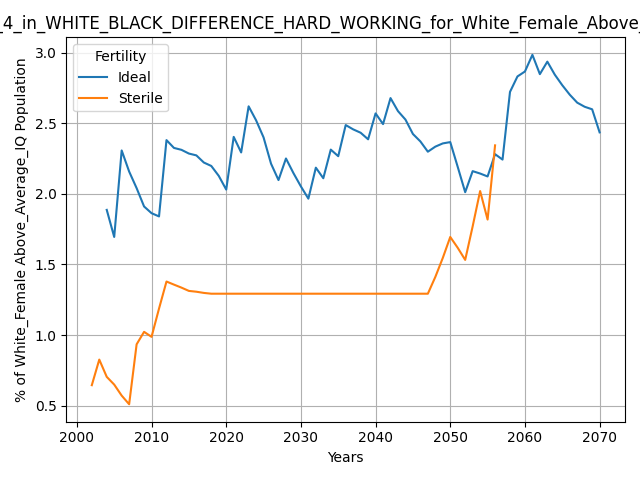 _4_in_WHITE_BLACK_DIFFERENCE_HARD_WORKING_for_White_Female_Above_
Fertility
Ideal
Sterile
% of White_Female Above_Average_IQ Population
3.0
2.5
2.0
1.5
1.0
0.5
2000 2010 2020 2030 2040 2050 2060 2070
Years